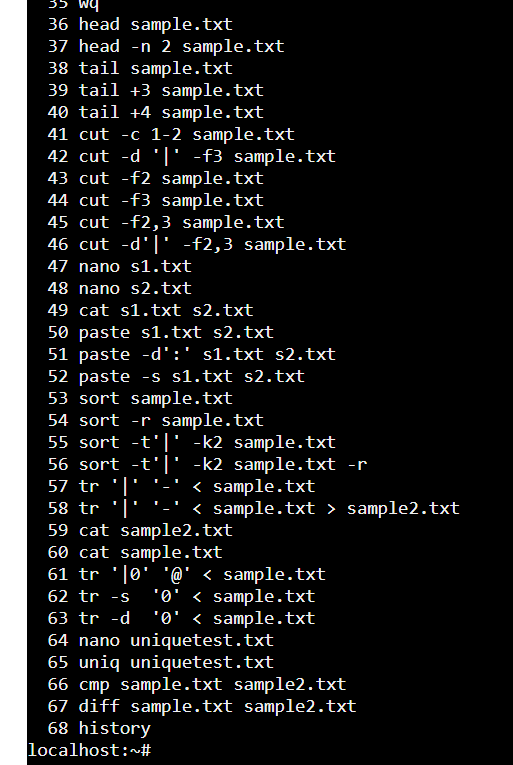 35 wq
36 head sample.txt
37 head -n 2 sample.txt
38 tail sample.txt
39 tail +3 sample.txt
40 tail +4 sample.txt
41 cut -c 1-2 sample.txt
42 cut -d '|' -f3 sample.txt
43 cut -f2 sample.txt
44 cut -f3 sample.txt
45 cut -f2,3 sample.txt
46 cut -d'|' -f2,3 sample.txt
47 nano s1.txt
48 nano s2.txt
49 cat s1.txt s2.txt
50 paste s1.txt s2.txt
51 paste -d':' s1.txt s2.txt
52 paste -s s1.txt s2.txt
53 sort sample.txt
54 sort -r sample.txt
55 sort -t'|' -k2 sample.txt
56 sort -t'|' -k2 sample.txt -r
57 tr '|' '-' < sample.txt
58 tr '|' '-' < sample.txt > sample2.txt
59 cat sample2.txt
60 cat sample.txt
61 tr '|0' '@' < sample.txt
62 tr -s  '0' < sample.txt
63 tr -d  '0' < sample.txt
64 nano uniquetest.txt
65 uniq uniquetest.txt
66 cmp sample.txt sample2.txt
67 diff sample.txt sample2.txt
68 history
localhost:~#